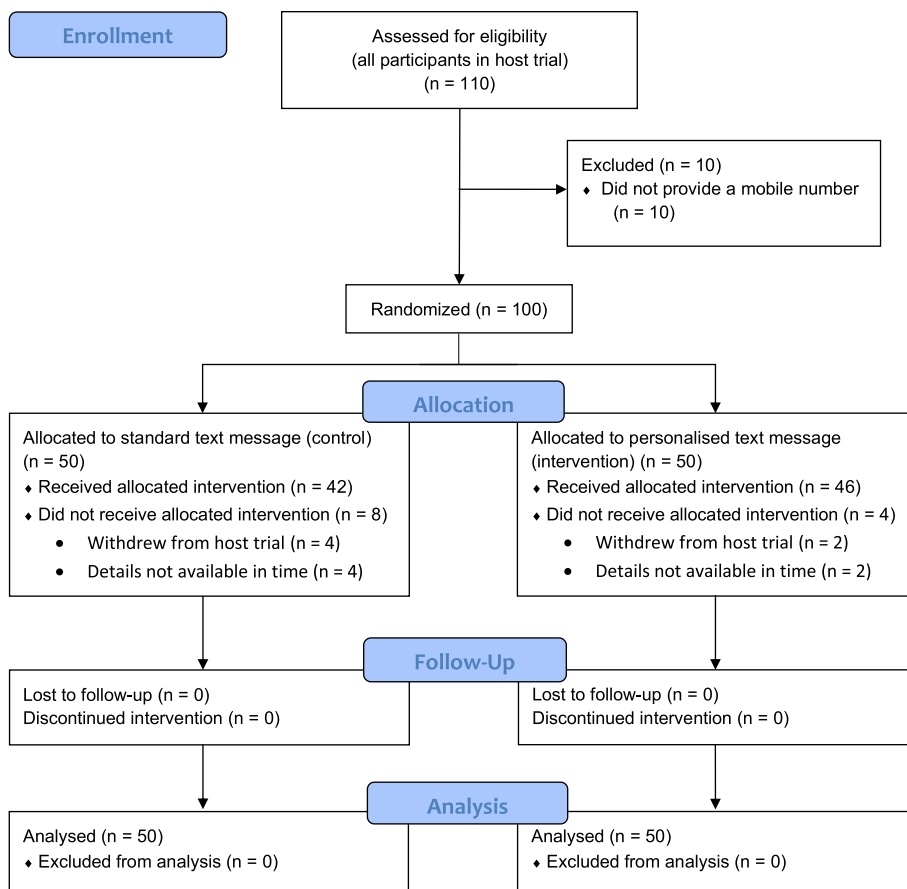 Enrollment
Assessed for eligibility
(all participants in host trial)
(n = 110)
Excluded (n = 10)
♦ Did not provide a mobile number
(n = 10)
Randomized (n = 100)
Allocation
Allocated to standard text message (control)
(n = 50)
♦ Received allocated intervention (n = 42)
♦ Did not receive allocated intervention (n = 8)
• Withdrew from host trial (n = 4)
• Details not available in time (n = 4)
Allocated to personalised text message
(intervention) (n = 50)
♦ Received allocated intervention (n = 46)
♦ Did not receive allocated intervention (n = 4)
• Withdrew from host trial (n = 2)
• Details not available in time (n = 2)
Follow-Up
Lost to follow-up (n = 0)
Discontinued intervention (n = 0)
Lost to follow-up (n = 0)
Discontinued intervention (n = 0)
Analysis
Analysed (n = 50)
♦ Excluded from analysis (n = 0)
Analysed (n = 50)
♦ Excluded from analysis (n = 0)